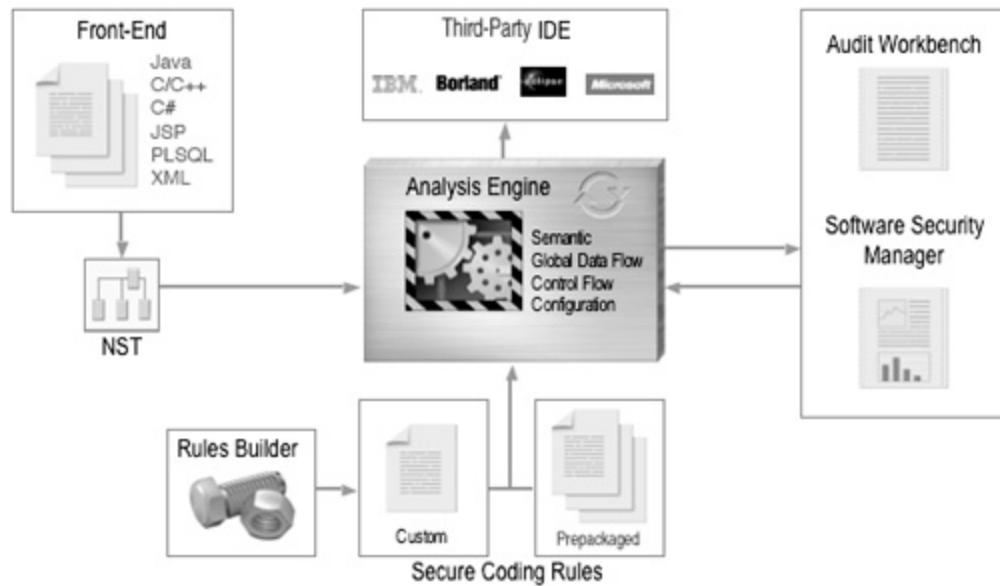 Front-End
Java
C/C++
C#
JSP
PLSQL
XML
NST
Third-Party IDE
IBM. Borland eclipse Microsoft
Analysis Engine
Semantic
Global Data Flow
Control Flow
Configuration
Audit Workbench
Software Security
Manager
Rules Builder
Custom
Prepackaged
Secure Coding Rules